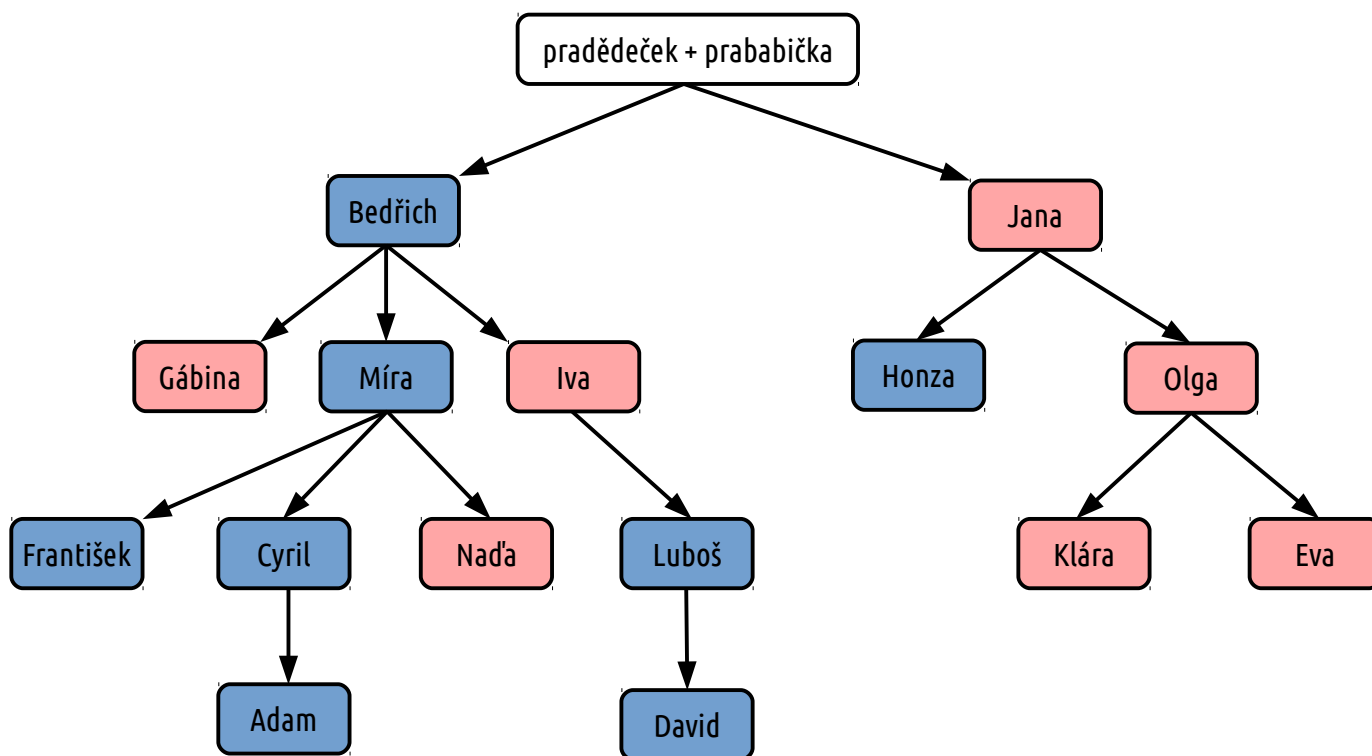 pradědeček + prababička
Bedřich
Jana
Gábina
Míra
Iva
Honza
Olga
František
Cyril
Naďa
Luboš
Klára
Eva
Adam
David